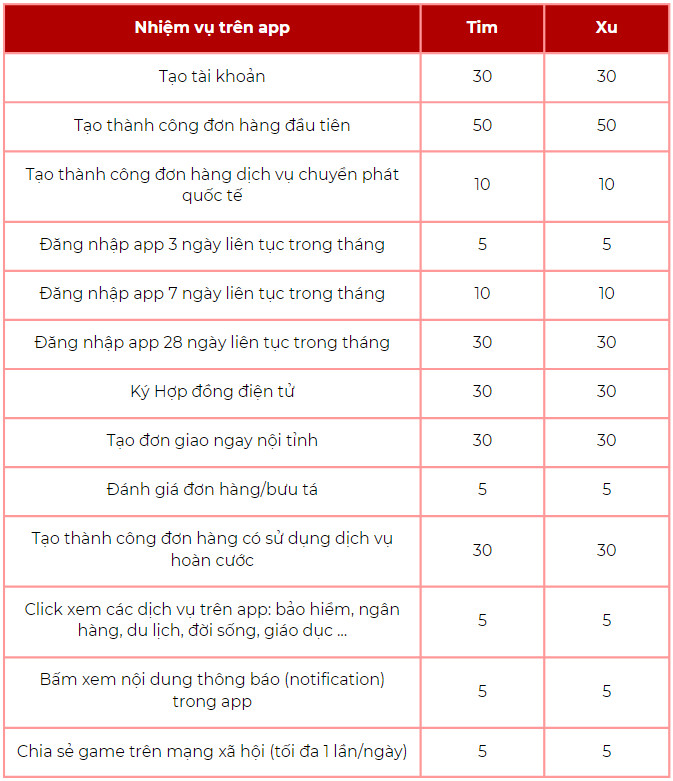 Nhiệm vụ trên app Tim Xu
Tạo tài khoản 30 30
Tạo thành công đơn hàng đầu tiên 50 50
Tạo thành công đơn hàng dịch vụ chuyển phát
quốc tế 10 10
Đăng nhập app 3 ngày liên tục trong tháng 5 5
Đăng nhập app 7 ngày liên tục trong tháng 10 10
Đăng nhập app 28 ngày liên tục trong tháng 30 30
Ký Hợp đồng điện tử 30 30
Tạo đơn giao ngay nội tỉnh 30 30
Đánh giá đơn hàng/bưu tá 5 5
Tạo thành công đơn hàng có sử dụng dịch vụ
hoàn cước 30 30
Click xem các dịch vụ trên app: bảo hiểm, ngân
hàng, du lịch, đời sống, giáo dục ... 5 5
Bấm xem nội dung thông báo (notification)
trong app 5 5
Chia sẻ game trên mạng xã hội (tối đa 1 lần/ngày) 5 5